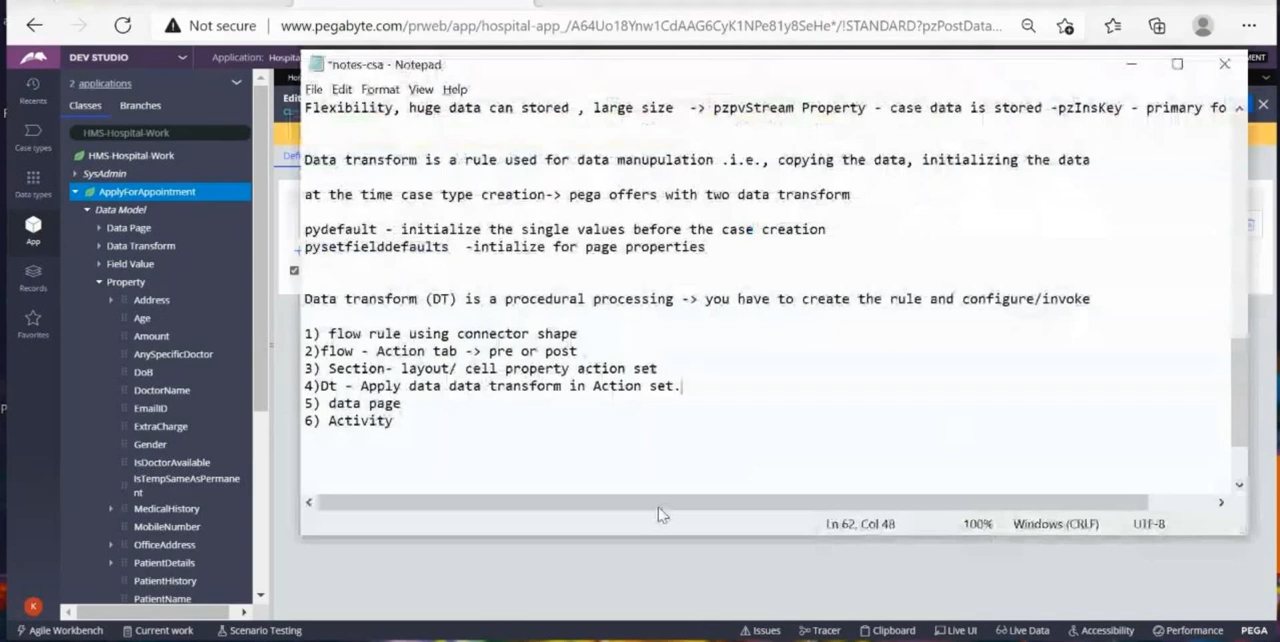 Not secure
www.pegabyte.com/prweb/app/hospital-app_/A64Uo18Ynw1CdAAG6CyK1NPe81y8SeHe*/!STANDARD?pzPostData...
DEV STUDIO
Application: Hospita
Recents
Case types
Data types
App
Records
Favorites
K
2 applications
Classes
Branches
HMS-Hospital-Work
HMS-Hospital-Work
SysAdmin
ApplyForAppointment
Data Model
Data Page
Data Transform
Field Value
Property
Address
Age
Amount
AnySpecificDoctor
DoB
DoctorName
EmailID
ExtraCharge
Gender
IsDoctorAvailable
IsTempSameAsPermane
nt
MedicalHistory
MobileNumber
OfficeAddress
PatientDetails
PatientHistory
PatientName
*notes-csa - Notepad
File Edit Format View Help
Flexibility, huge data can stored , large size -> pzpvStream Property - case data is stored -pzInsKey - primary fo
Data transform is a rule used for data manupulation .i.e., copying the data, initializing the data
at the time case type creation-> pega offers with two data transform
pydefault - initialize the single values before the case creation
pysetfielddefaults -intialize for page properties
Data transform (DT) is a procedural processing -> you have to create the rule and configure/invoke
1) flow rule using connector shape
2)flow - Action tab -> pre or post
3) Section- layout/ cell property action set
4)Dt - Apply data data transform in Action set.
5) data page
6) Activity
Ln 62, Col 48
100%
Windows (CRLF)
UTF-8
Agile Workbench
Current work
Scenario Testing
Issues
Tracer
Clipboard
Live UI
Live Data
Accessibility
Performance
PEGA